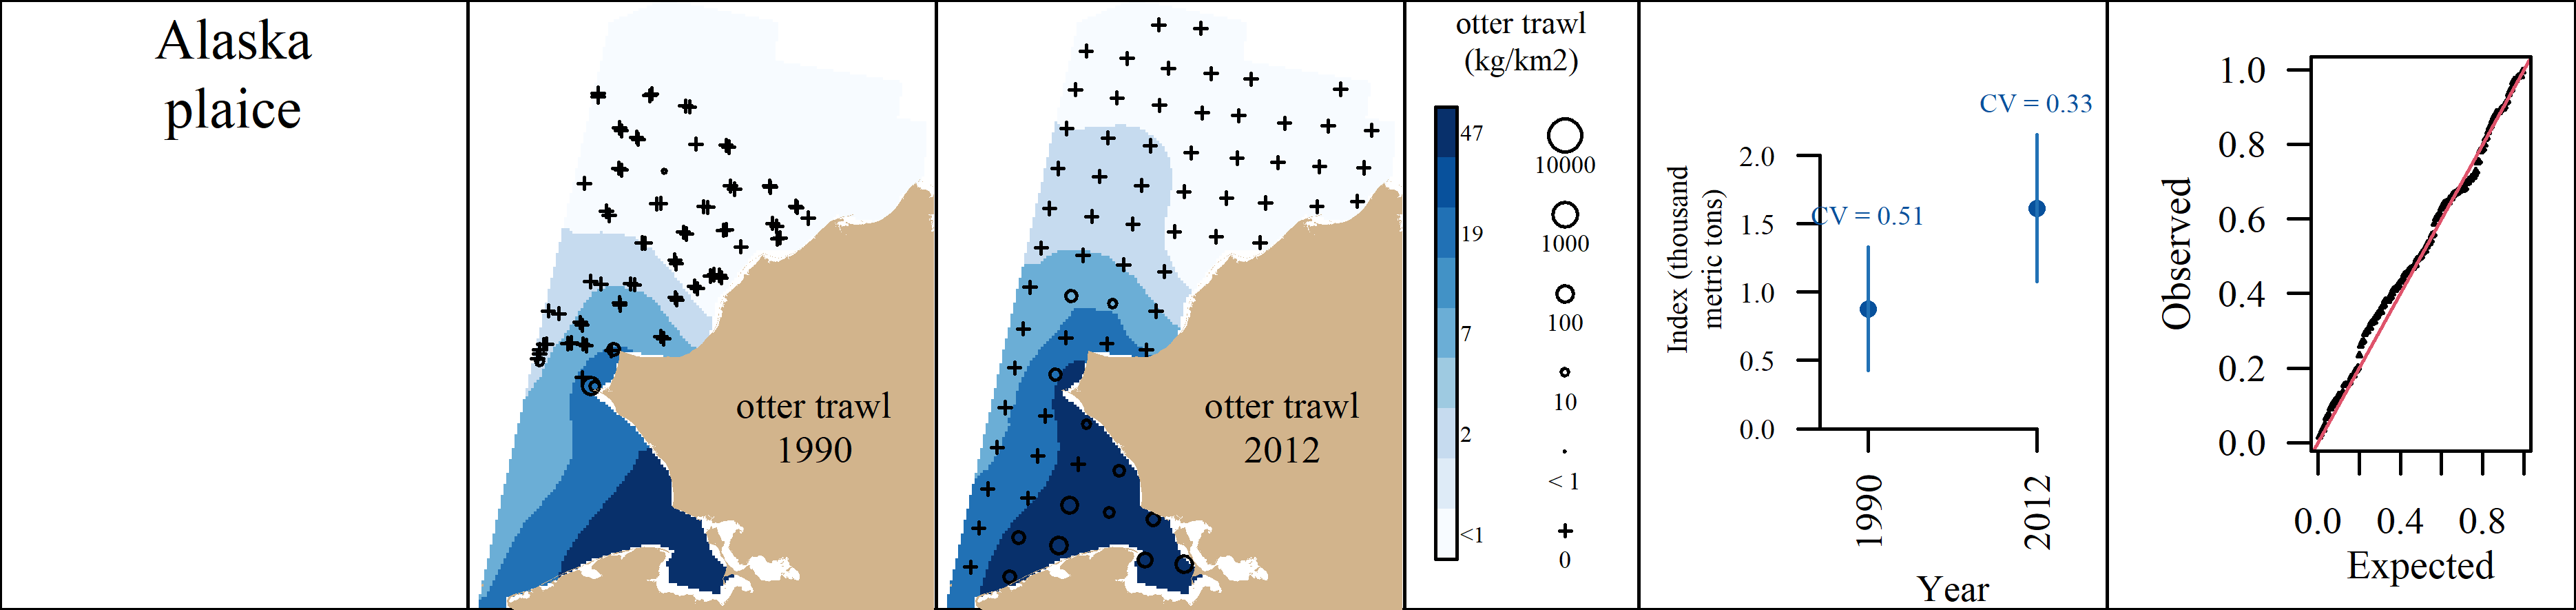 Alaska
plaice
otter trawl
1990
otter trawl
2012
otter trawl
(kg/km2)
47
19
7
2
<1
10000
1000
100
10
< 1
0
Index (thousand
metric tons)
2.0
1.5
1.0
0.5
0.0
CV = 0.51
CV = 0.33
1990
2012
Year
Observed
1.0
0.8
0.6
0.4
0.2
0.0
0.0 0.4 0.8
Expected